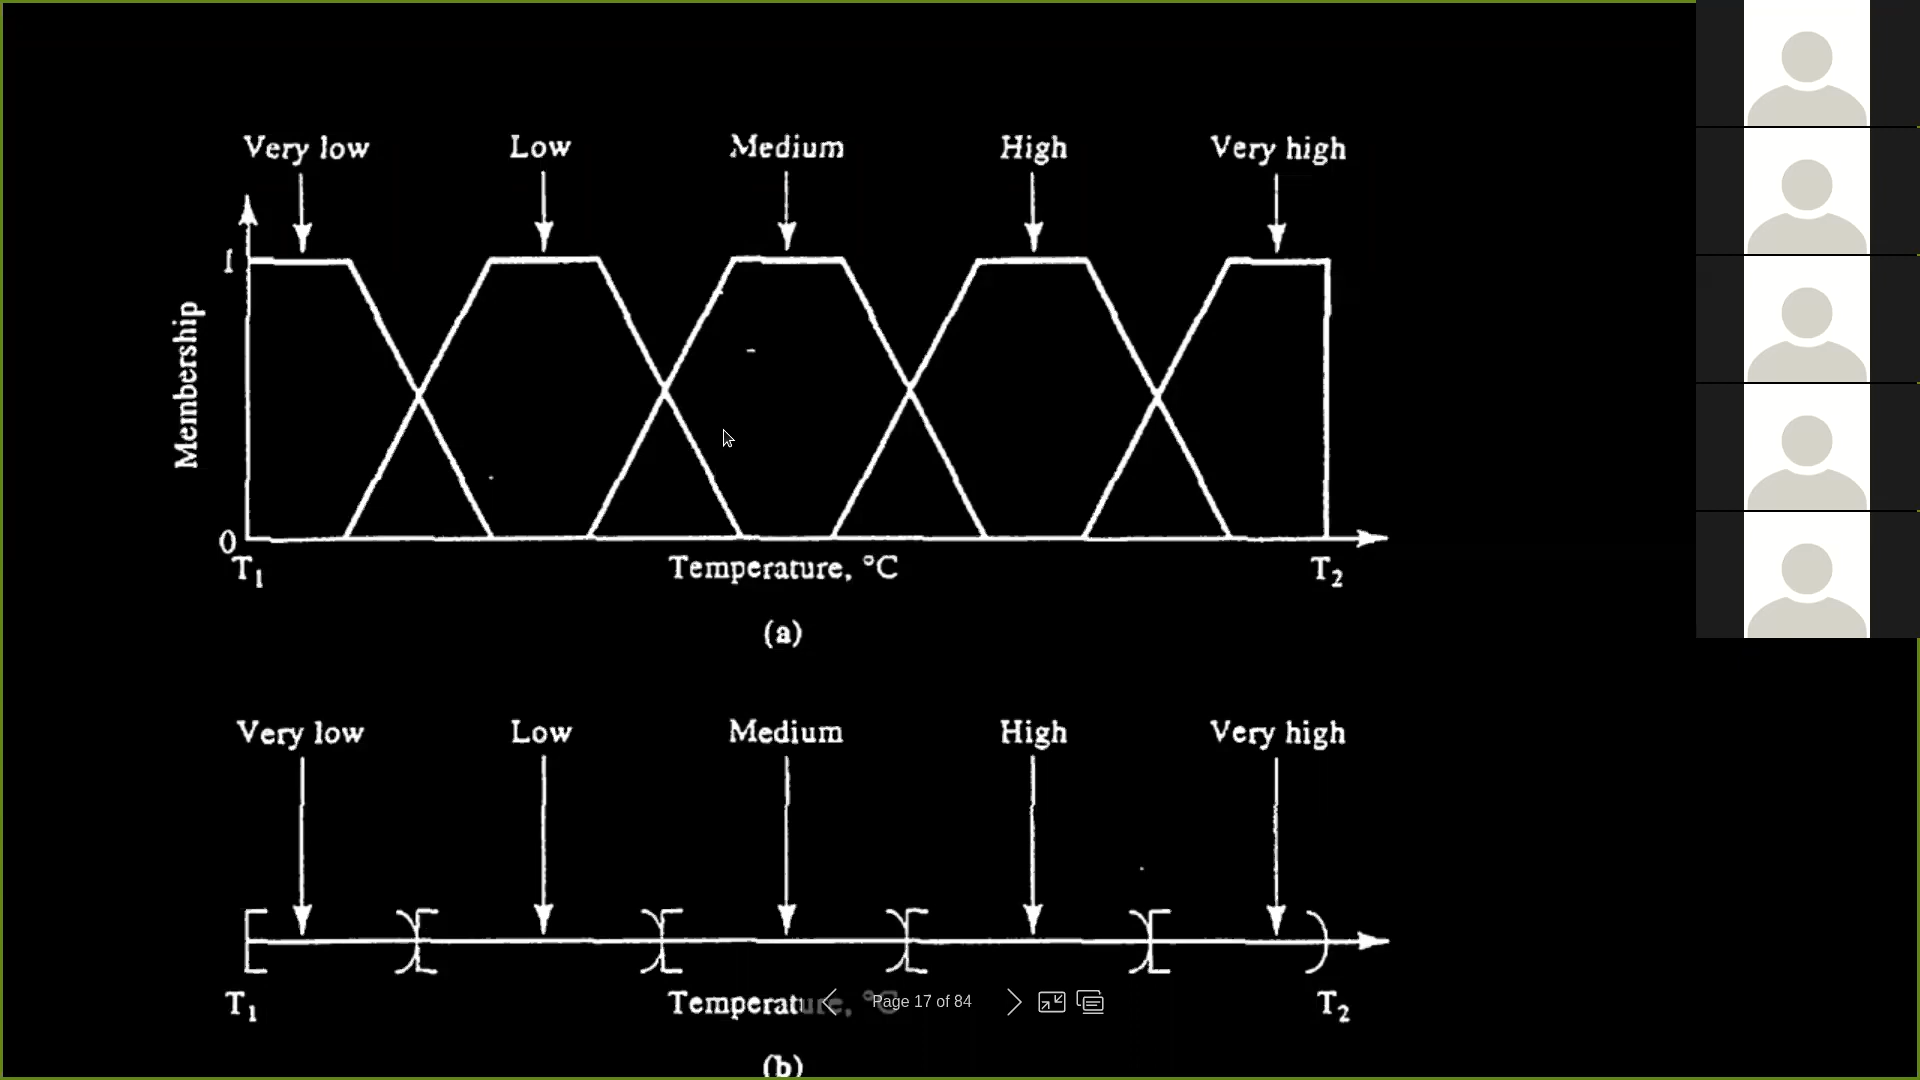 Very low Low Medium High Very high
1
Membership
0
T1 Temperature, °C T2
(a)
Very low Low Medium High Very high
T1 Temperature, °C T2
Page 17 of 84
(b)